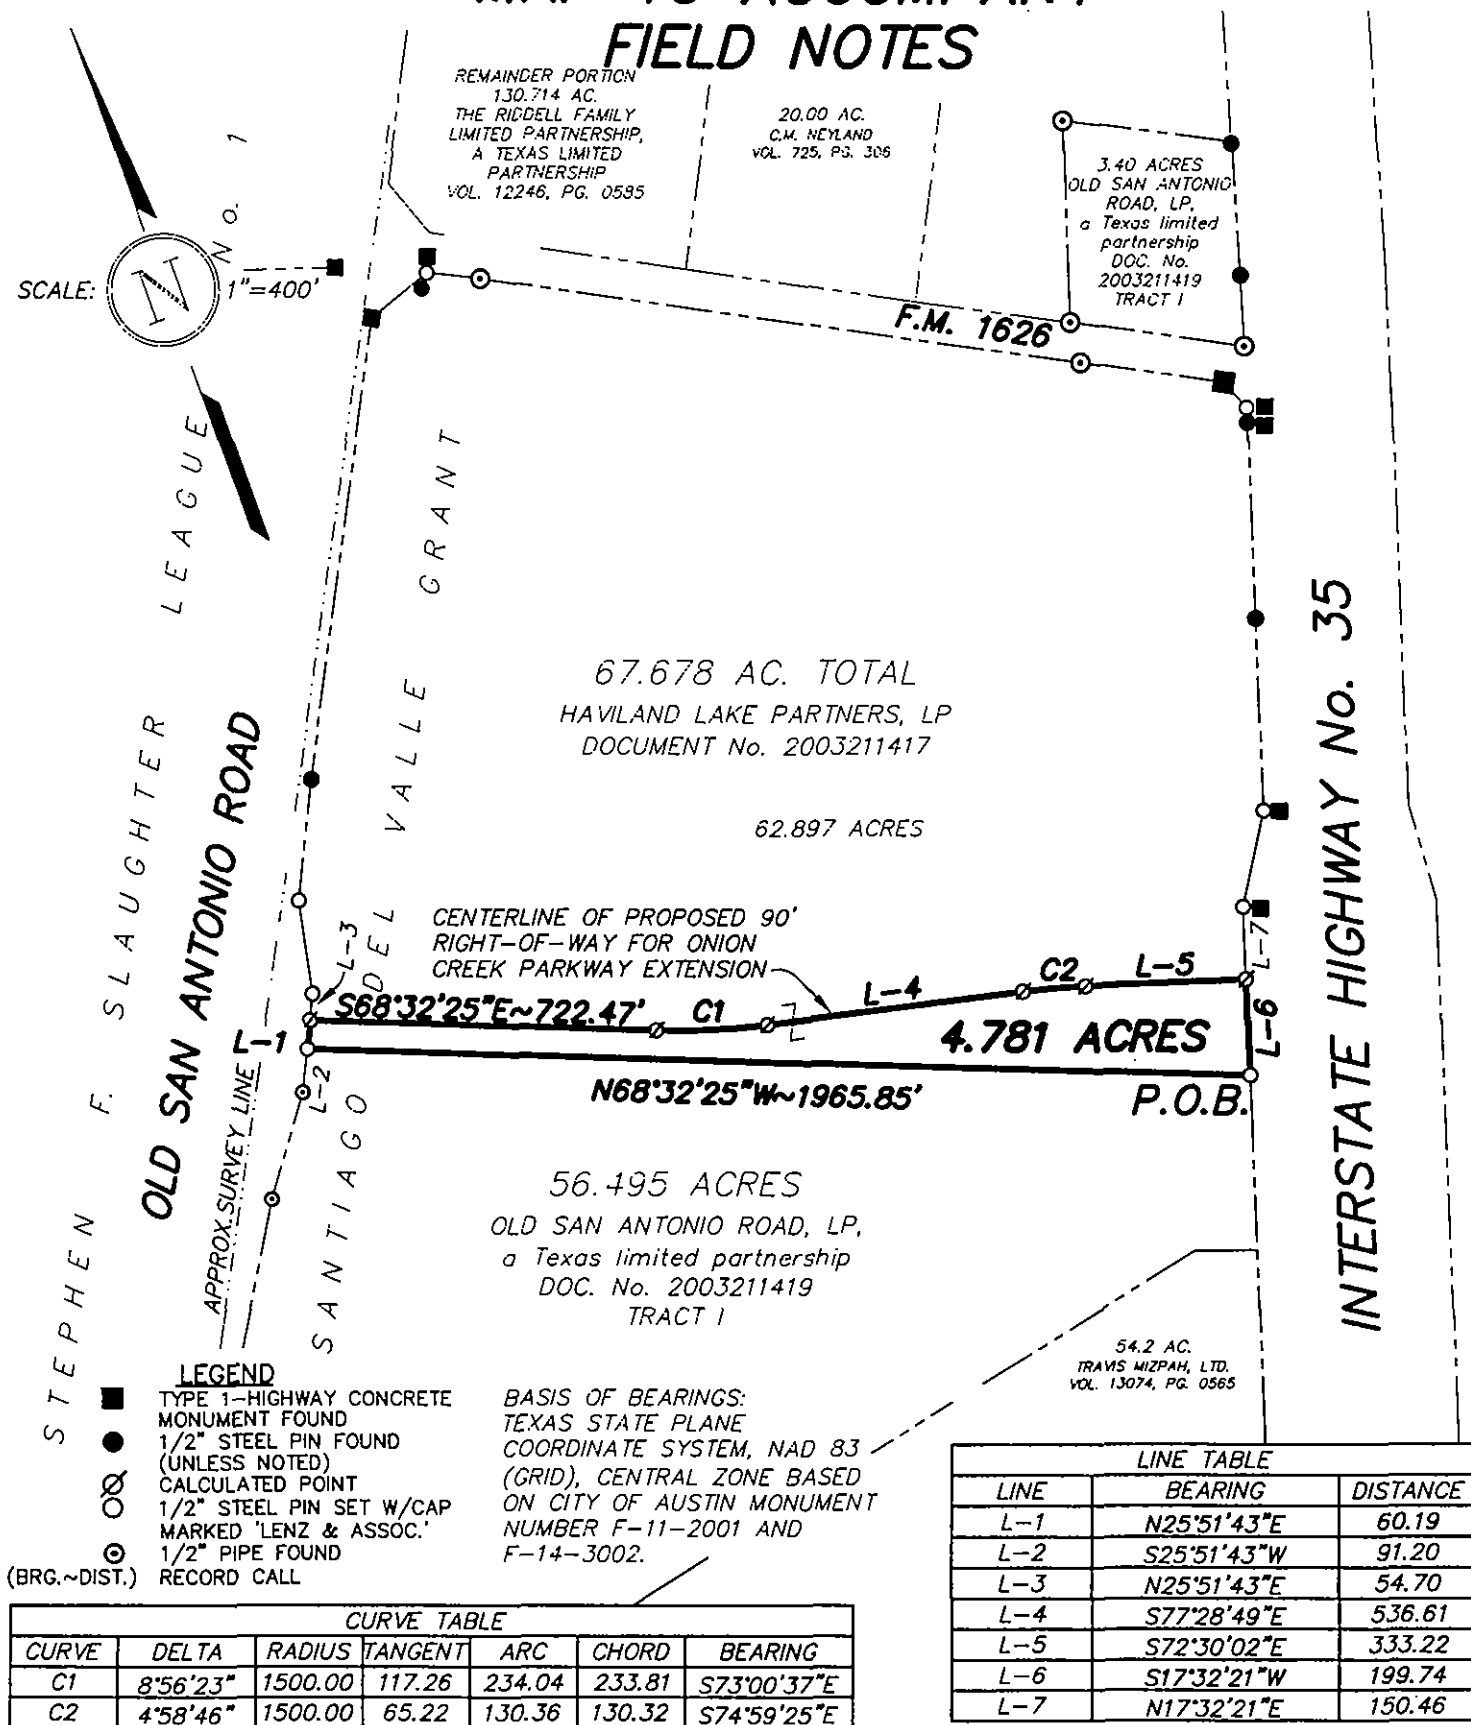 FIELD NOTES
REMAINDER PORTION
130.714 AC.
THE RIDDELL FAMILY
LIMITED PARTNERSHIP,
A TEXAS LIMITED
PARTNERSHIP
VOL. 12246, PG. 0595
20.00 AC.
C.M. NEYLAND
VOL. 725, PG. 306
3.40 ACRES
OLD SAN ANTONIO
ROAD, LP,
a Texas limited
partnership
DOC. No.
2003211419
TRACT I
SCALE:
N
1"=400'
F.M. 1626
STEPHEN F. SLAUGHTER LEAGUE No. 1
SANTIAGO DEL VALLE GRANT
OLD SAN ANTONIO ROAD
INTERSTATE HIGHWAY No. 35
67.678 AC. TOTAL
HAVILAND LAKE PARTNERS, LP
DOCUMENT No. 2003211417
62.897 ACRES
CENTERLINE OF PROPOSED 90'
RIGHT-OF-WAY FOR ONION
CREEK PARKWAY EXTENSION
L-3
L-7
S68°32'25"E~722.47'
C1
L-4
C2
L-5
L-6
L-1
L-2
4.781 ACRES
N68°32'25"W~1965.85'
P.O.B.
APPROX.SURVEY LINE
56.495 ACRES
OLD SAN ANTONIO ROAD, LP,
a Texas limited partnership
DOC. No. 2003211419
TRACT I
54.2 AC.
TRAVIS MIZPAH, LTD.
VOL. 13074, PG. 0565
LEGEND
TYPE 1-HIGHWAY CONCRETE
MONUMENT FOUND
1/2" STEEL PIN FOUND
(UNLESS NOTED)
CALCULATED POINT
1/2" STEEL PIN SET W/CAP
MARKED 'LENZ & ASSOC.'
1/2" PIPE FOUND
(BRG.~DIST.) RECORD CALL
BASIS OF BEARINGS:
TEXAS STATE PLANE
COORDINATE SYSTEM, NAD 83
(GRID), CENTRAL ZONE BASED
ON CITY OF AUSTIN MONUMENT
NUMBER F-11-2001 AND
F-14-3002.
LINE TABLE
LINE BEARING DISTANCE
L-1 N25°51'43"E 60.19
L-2 S25°51'43"W 91.20
L-3 N25°51'43"E 54.70
L-4 S77°28'49"E 536.61
L-5 S72°30'02"E 333.22
L-6 S17°32'21"W 199.74
L-7 N17°32'21"E 150.46
CURVE TABLE
CURVE DELTA RADIUS TANGENT ARC CHORD BEARING
C1 8°56'23" 1500.00 117.26 234.04 233.81 S73°00'37"E
C2 4°58'46" 1500.00 65.22 130.36 130.32 S74°59'25"E